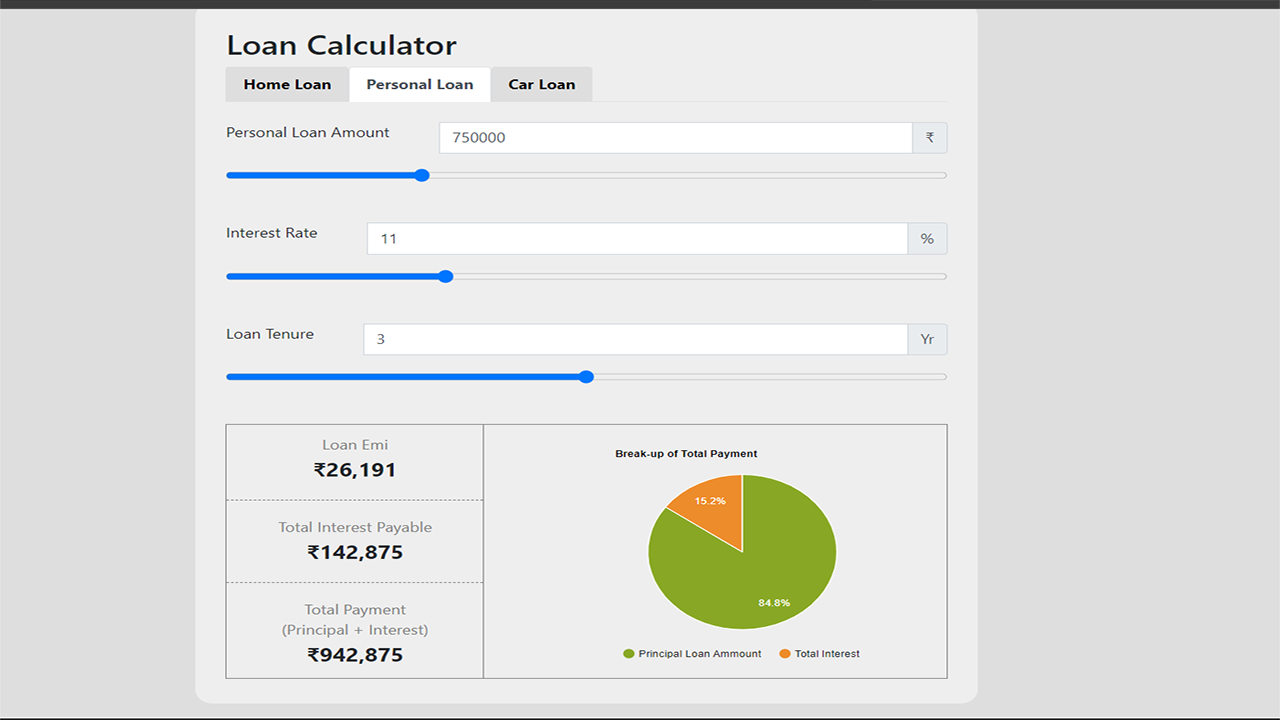 Loan Calculator
Home Loan Personal Loan Car Loan
Personal Loan Amount 750000 ₹
Interest Rate 11 %
Loan Tenure 3 Yr
Loan Emi
₹26,191
Total Interest Payable
₹142,875
Total Payment
(Principal + Interest)
₹942,875
Break-up of Total Payment
15.2%
84.8%
Principal Loan Ammount Total Interest